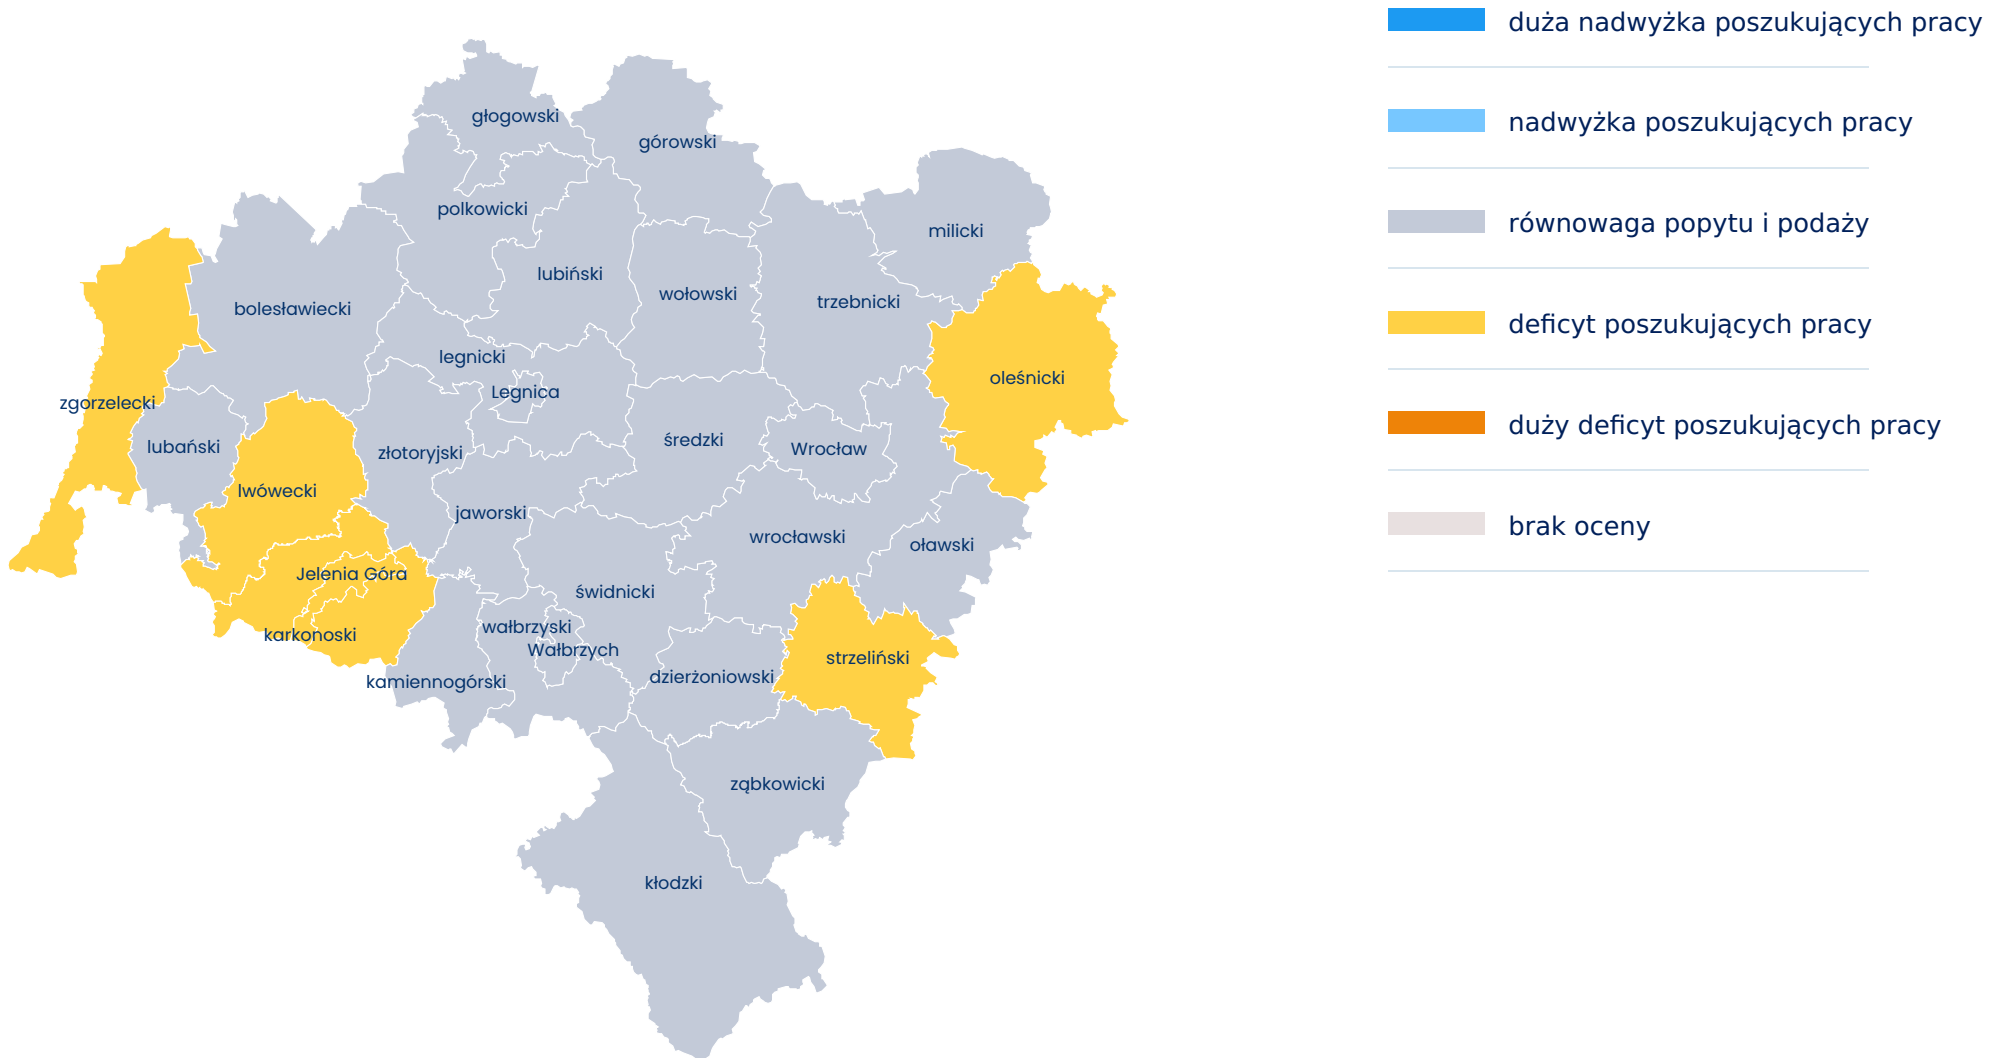 głogowski
górowski
polkowicki
milicki
lubiński
wołowski
trzebnicki
bolesławiecki
legnicki
Legnica
oleśnicki
zgorzelecki
lubański
złotoryjski
średzki
Wrocław
lwówecki
jaworski
wrocławski
oławski
Jelenia Góra
świdnicki
karkonoski
wałbrzyski
Wałbrzych
strzeliński
kamiennogórski
dzierżoniowski
ząbkowicki
kłodzki
duża nadwyżka poszukujących pracy
nadwyżka poszukujących pracy
równowaga popytu i podaży
deficyt poszukujących pracy
duży deficyt poszukujących pracy
brak oceny